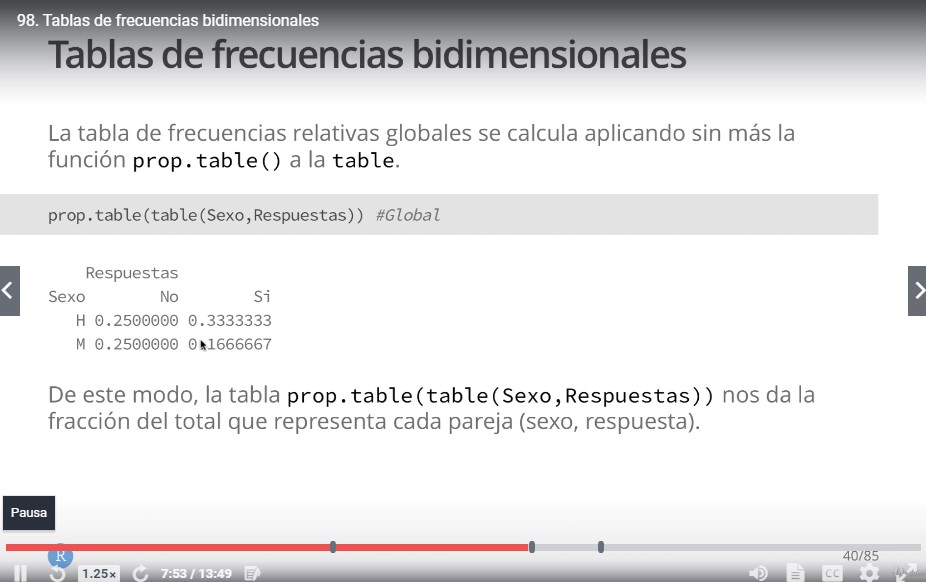 98. Tablas de frecuencias bidimensionales
Tablas de frecuencias bidimensionales
La tabla de frecuencias relativas globales se calcula aplicando sin más la
función prop.table() a la table.
prop.table(table(Sexo,Respuestas)) #Global
Respuestas
Sexo No Si
H 0.2500000 0.3333333
M 0.2500000 0.1666667
De este modo, la tabla prop.table(table(Sexo,Respuestas)) nos da la
fracción del total que representa cada pareja (sexo, respuesta).
Pausa
R
40/85
1.25×
7:53 / 13:49
CC